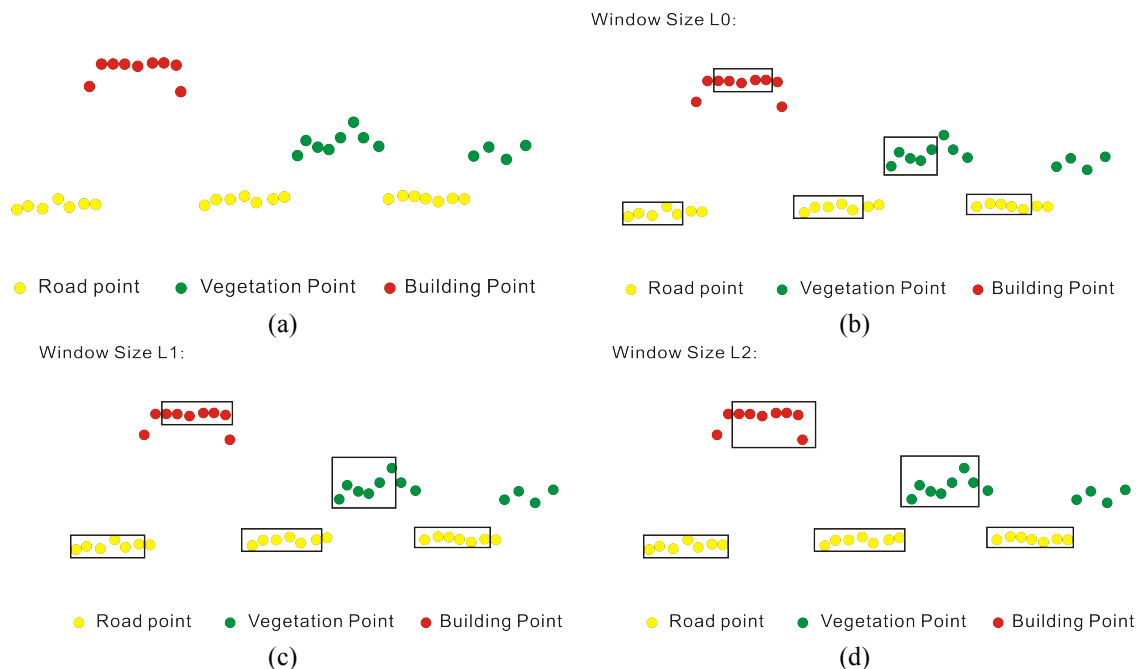 Window Size L0:
Road point Vegetation Point Building Point
Road point Vegetation Point Building Point
(a)
(b)
Window Size L1:
Window Size L2:
Road point Vegetation Point Building Point
Road point Vegetation Point Building Point
(c)
(d)